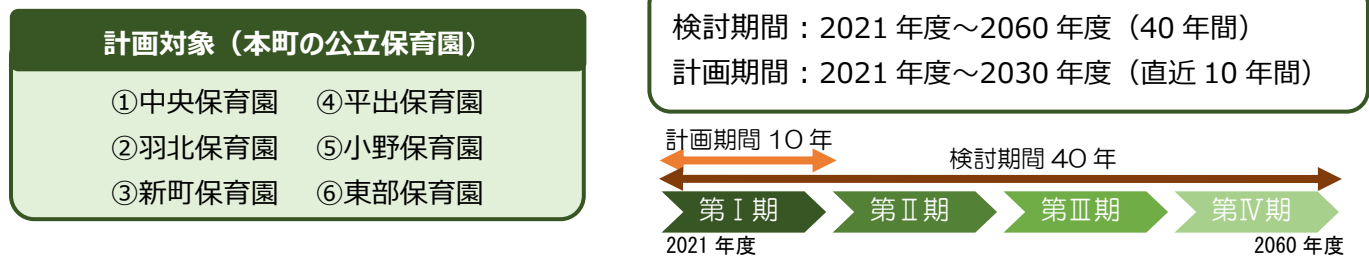 計画対象（本町の公立保育園）
①中央保育園 ④平出保育園
②羽北保育園 ⑤小野保育園
③新町保育園 ⑥東部保育園
検討期間：2021 年度～2060 年度（40 年間）
計画期間：2021 年度～2030 年度（直近 10 年間）
計画期間 10 年
検討期間 40 年
第Ⅰ期 第Ⅱ期 第Ⅲ期 第Ⅳ期
2021 年度 2060 年度